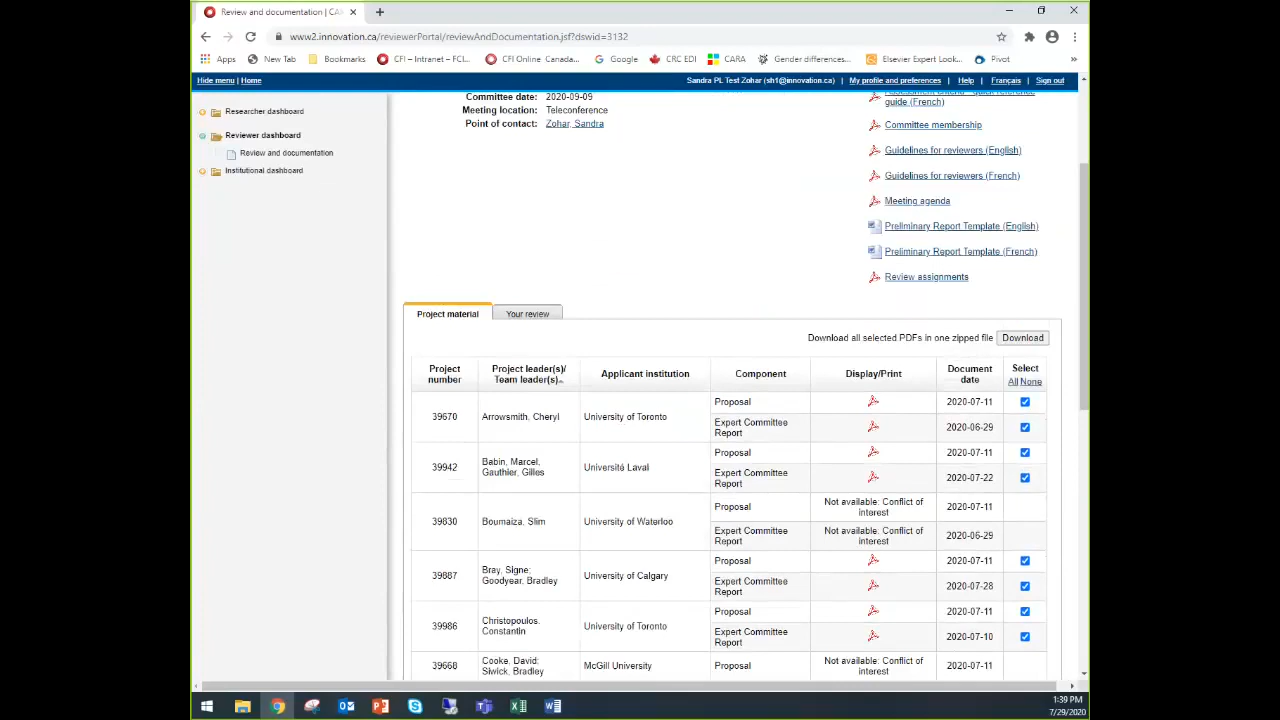 Review and documentation | CA
www2.innovation.ca/reviewerPortal/reviewAndDocumentation.jsf?dswid=3132
Apps New Tab Bookmarks CFI – Intranet – FCI... CFI Online Canada... Google CRC EDI CARA Gender differences... Elsevier Expert Look... Pivot »
Hide menu | Home Sandra PL Test Zohar (sh1@innovation.ca) | My profile and preferences | Help | Français | Sign out
Researcher dashboard
Reviewer dashboard
Review and documentation
Institutional dashboard
Committee date: 2020-09-09
Meeting location: Teleconference
Point of contact: Zohar, Sandra
guide (French)
Committee membership
Guidelines for reviewers (English)
Guidelines for reviewers (French)
Meeting agenda
Preliminary Report Template (English)
Preliminary Report Template (French)
Review assignments
Project material Your review
Download all selected PDFs in one zipped file Download
Project number Project leader(s)/ Team leader(s) Applicant institution Component Display/Print Document date Select All None
39670 Arrowsmith, Cheryl University of Toronto Proposal 2020-07-11
Expert Committee Report 2020-06-29
39942 Babin, Marcel, Gauthier, Gilles Université Laval Proposal 2020-07-11
Expert Committee Report 2020-07-22
39830 Boumaiza, Slim University of Waterloo Proposal Not available: Conflict of interest 2020-07-11
Expert Committee Report Not available: Conflict of interest 2020-06-29
39887 Bray, Signe; Goodyear, Bradley University of Calgary Proposal 2020-07-11
Expert Committee Report 2020-07-28
39986 Christopoulos, Constantin University of Toronto Proposal 2020-07-11
Expert Committee Report 2020-07-10
39668 Cooke, David; Siwick, Bradley McGill University Proposal Not available: Conflict of interest 2020-07-11
1:39 PM
7/29/2020